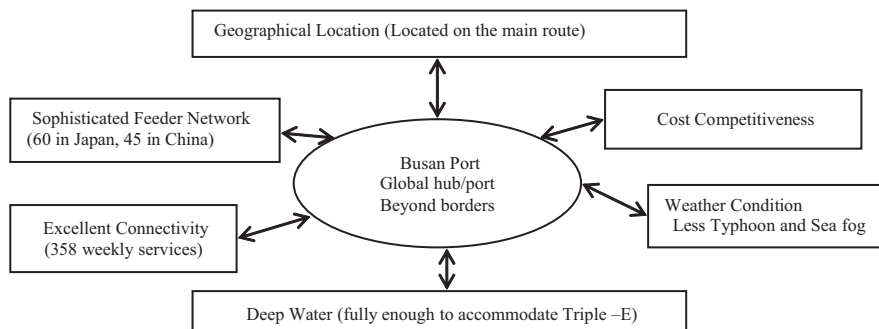 Geographical Location (Located on the main route)
Sophisticated Feeder Network
(60 in Japan, 45 in China)
Cost Competitiveness
Busan Port
Global hub/port
Beyond borders
Excellent Connectivity
(358 weekly services)
Weather Condition
Less Typhoon and Sea fog
Deep Water (fully enough to accommodate Triple –E)